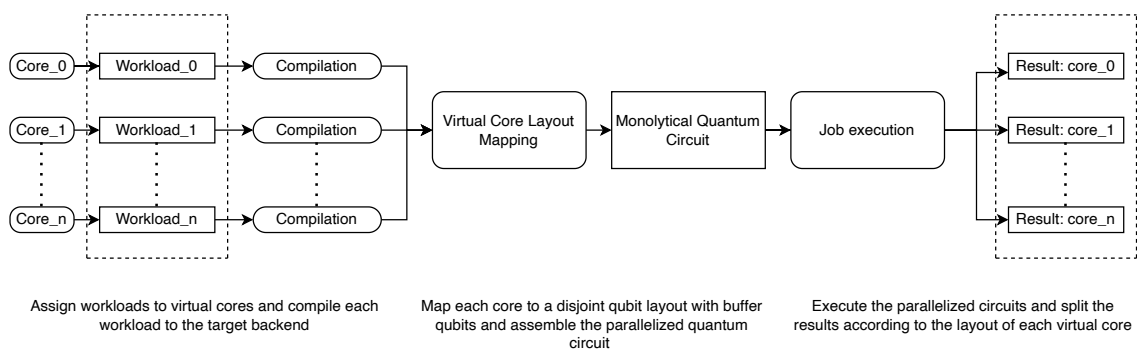 Core_0
Workload_0
Compilation
Result: core_0
Core_1
Workload_1
Compilation
Virtual Core Layout
Mapping
Monolytical Quantum
Circuit
Job execution
Result: core_1
Core_n
Workload_n
Compilation
Result: core_n
Assign workloads to virtual cores and compile each
workload to the target backend
Map each core to a disjoint qubit layout with buffer
qubits and assemble the parallelized quantum
circuit
Execute the parallelized circuits and split the
results according to the layout of each virtual core